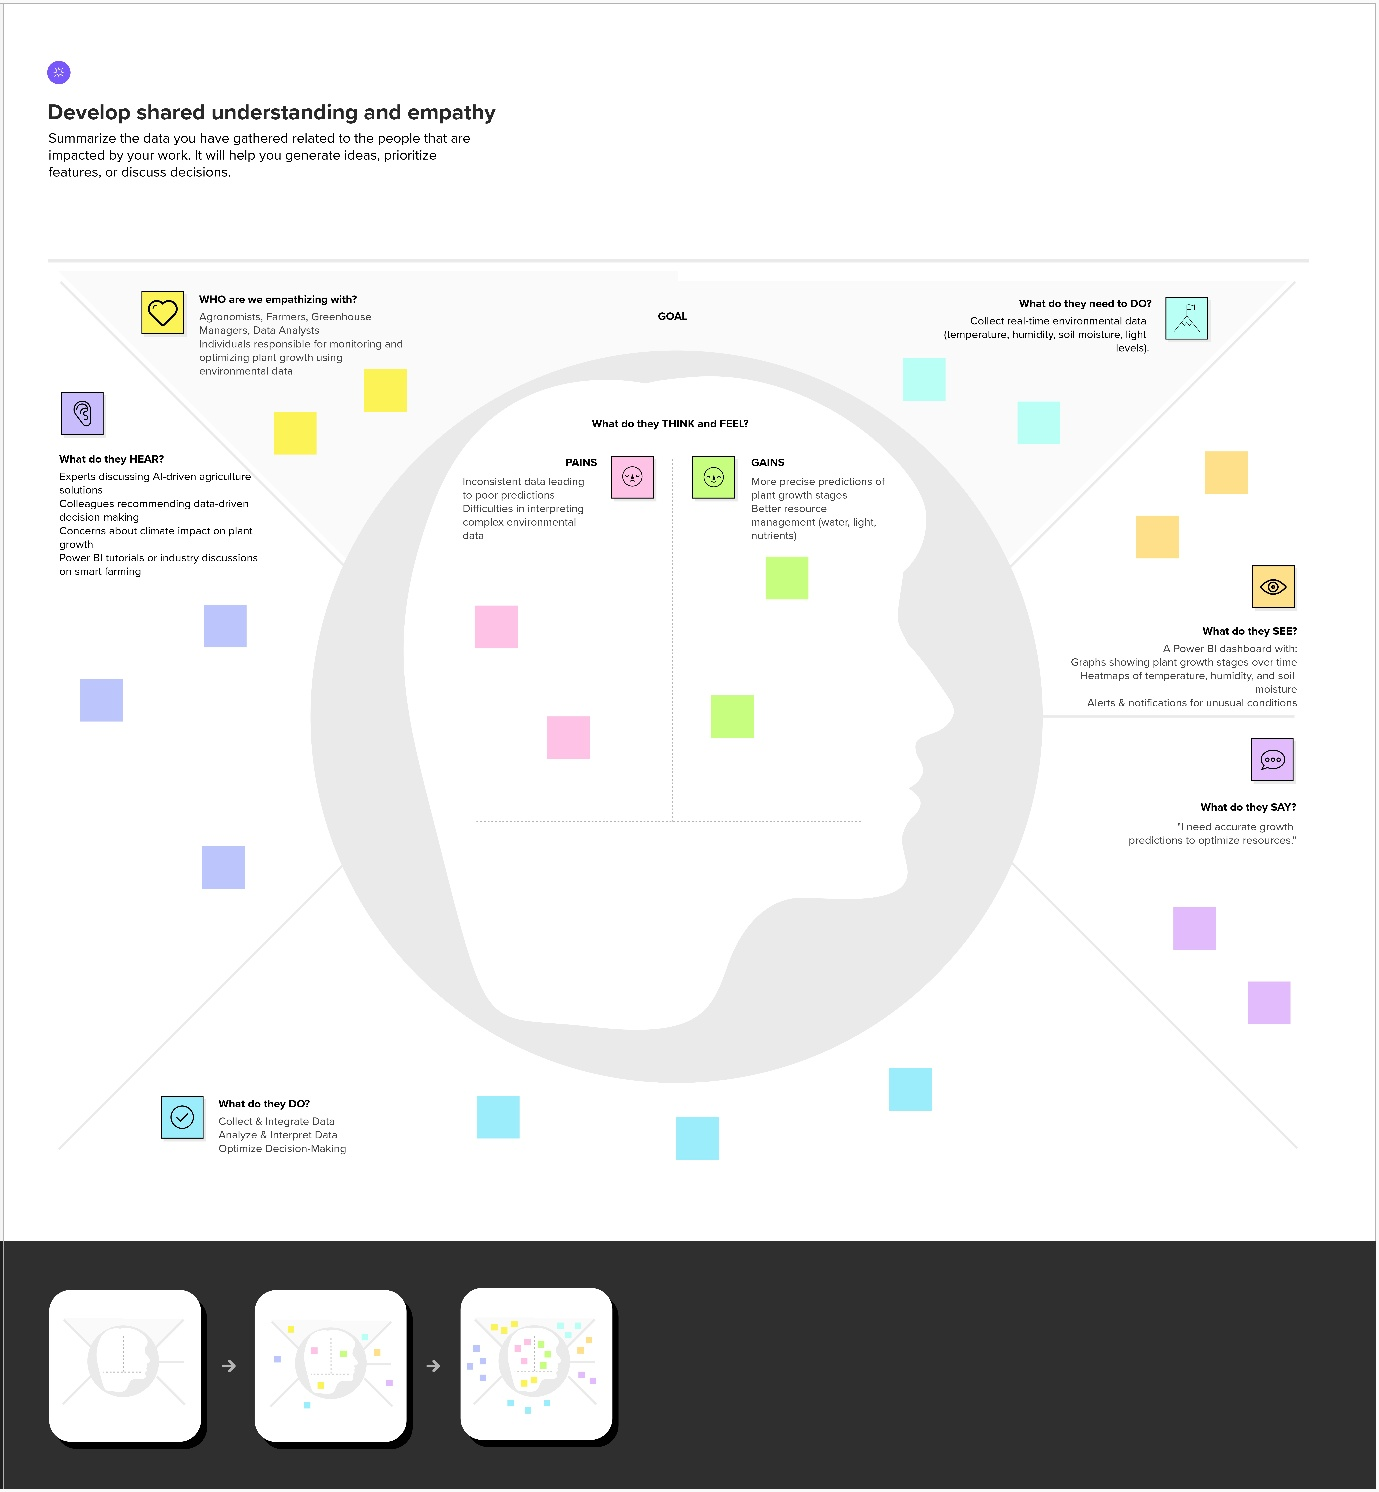 Develop shared understanding and empathy
Summarize the data you have gathered related to the people that are
impacted by your work. It will help you generate ideas, prioritize
features, or discuss decisions.
WHO are we empathizing with?
Agronomists, Farmers, Greenhouse
Managers, Data Analysts
Individuals responsible for monitoring and
optimizing plant growth using
environmental data
GOAL
What do they need to DO?
Collect real-time environmental data
(temperature, humidity, soil moisture, light
levels).
What do they HEAR?
Experts discussing AI-driven agriculture
solutions
Colleagues recommending data-driven
decision-making
Concerns about climate impact on plant
growth
Power BI tutorials or industry discussions
on smart farming
What do they THINK and FEEL?
PAINS
Inconsistent data leading
to poor predictions
Difficulties in interpreting
complex environmental
data
GAINS
More precise predictions of
plant growth stages
Better resource
management (water, light,
nutrients)
What do they SEE?
A Power BI dashboard with:
Graphs showing plant growth stages over time
Heatmaps of temperature, humidity, and soil
moisture
Alerts & notifications for unusual conditions
What do they SAY?
"I need accurate growth
predictions to optimize resources."
What do they DO?
Collect & Integrate Data
Analyze & Interpret Data
Optimize Decision-Making